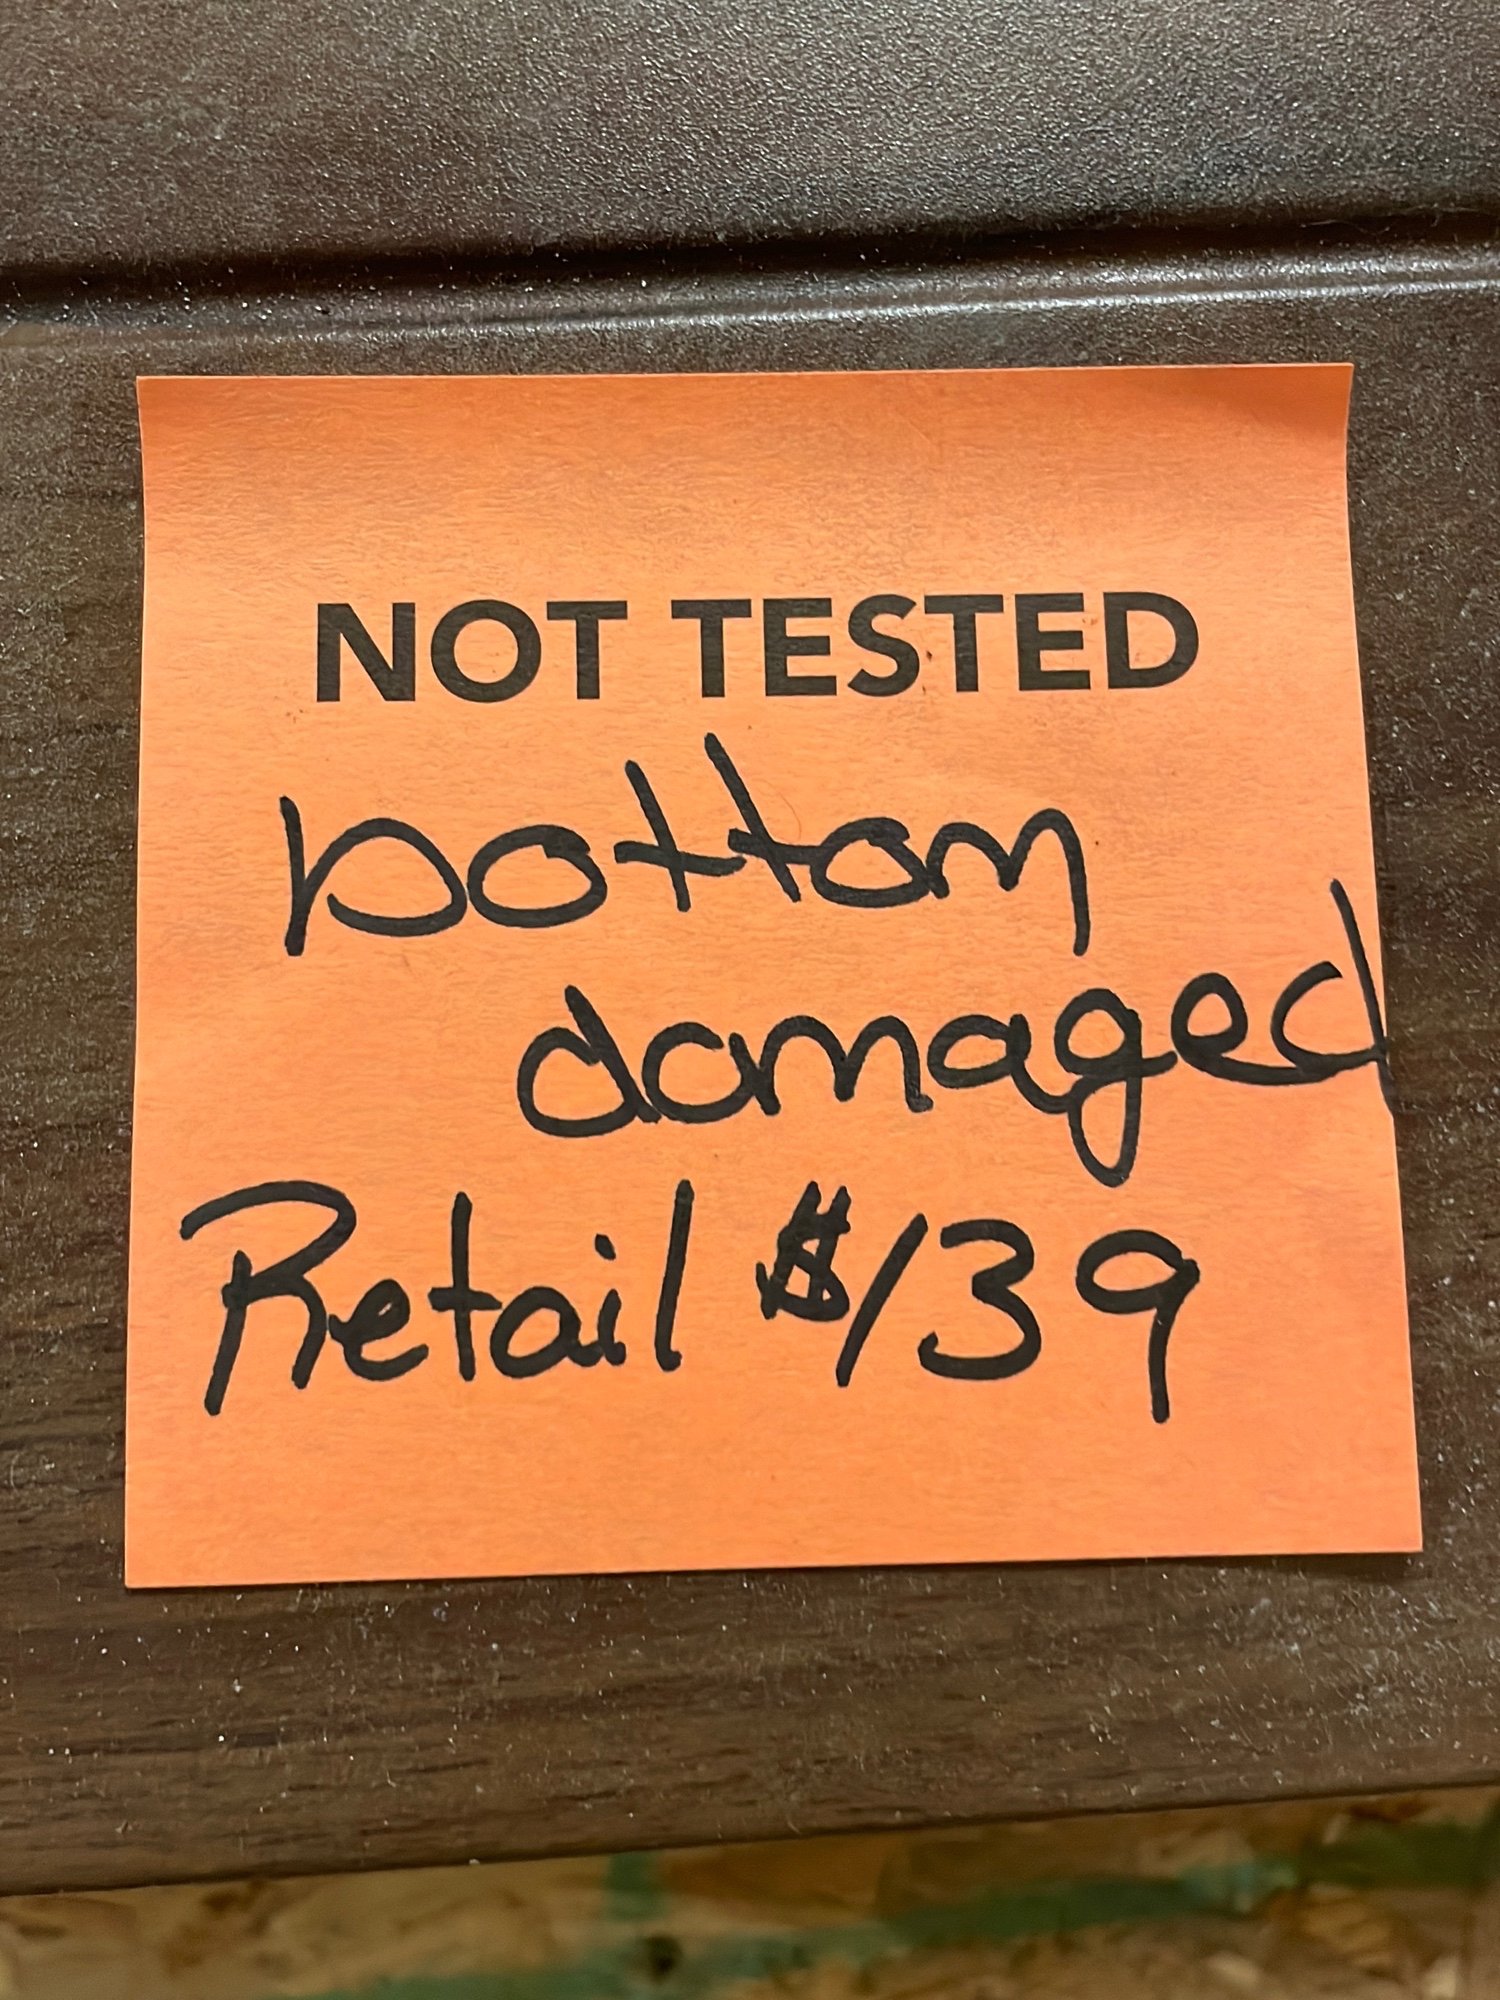 NOT TESTED
bottom
damaged
Retail $139